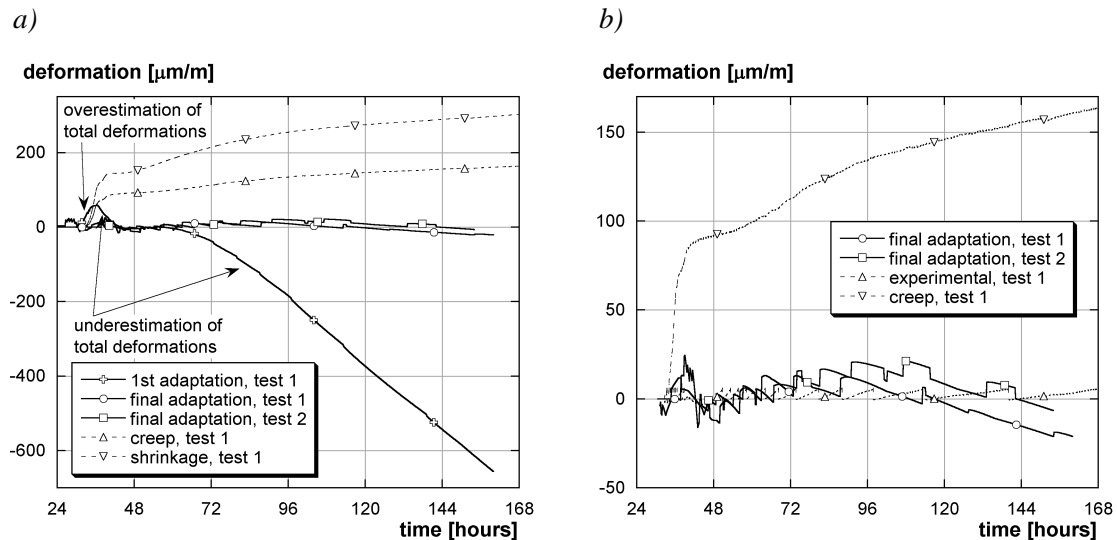 a)
deformation [µm/m]
overestimation of
total deformations
200
0
-200
-400
-600
underestimation of
total deformations
1st adaptation, test 1
final adaptation, test 1
final adaptation, test 2
creep, test 1
shrinkage, test 1
24 48 72 96 120 144 168
time [hours]
b)
deformation [µm/m]
150
100
50
0
-50
final adaptation, test 1
final adaptation, test 2
experimental, test 1
creep, test 1
24 48 72 96 120 144 168
time [hours]